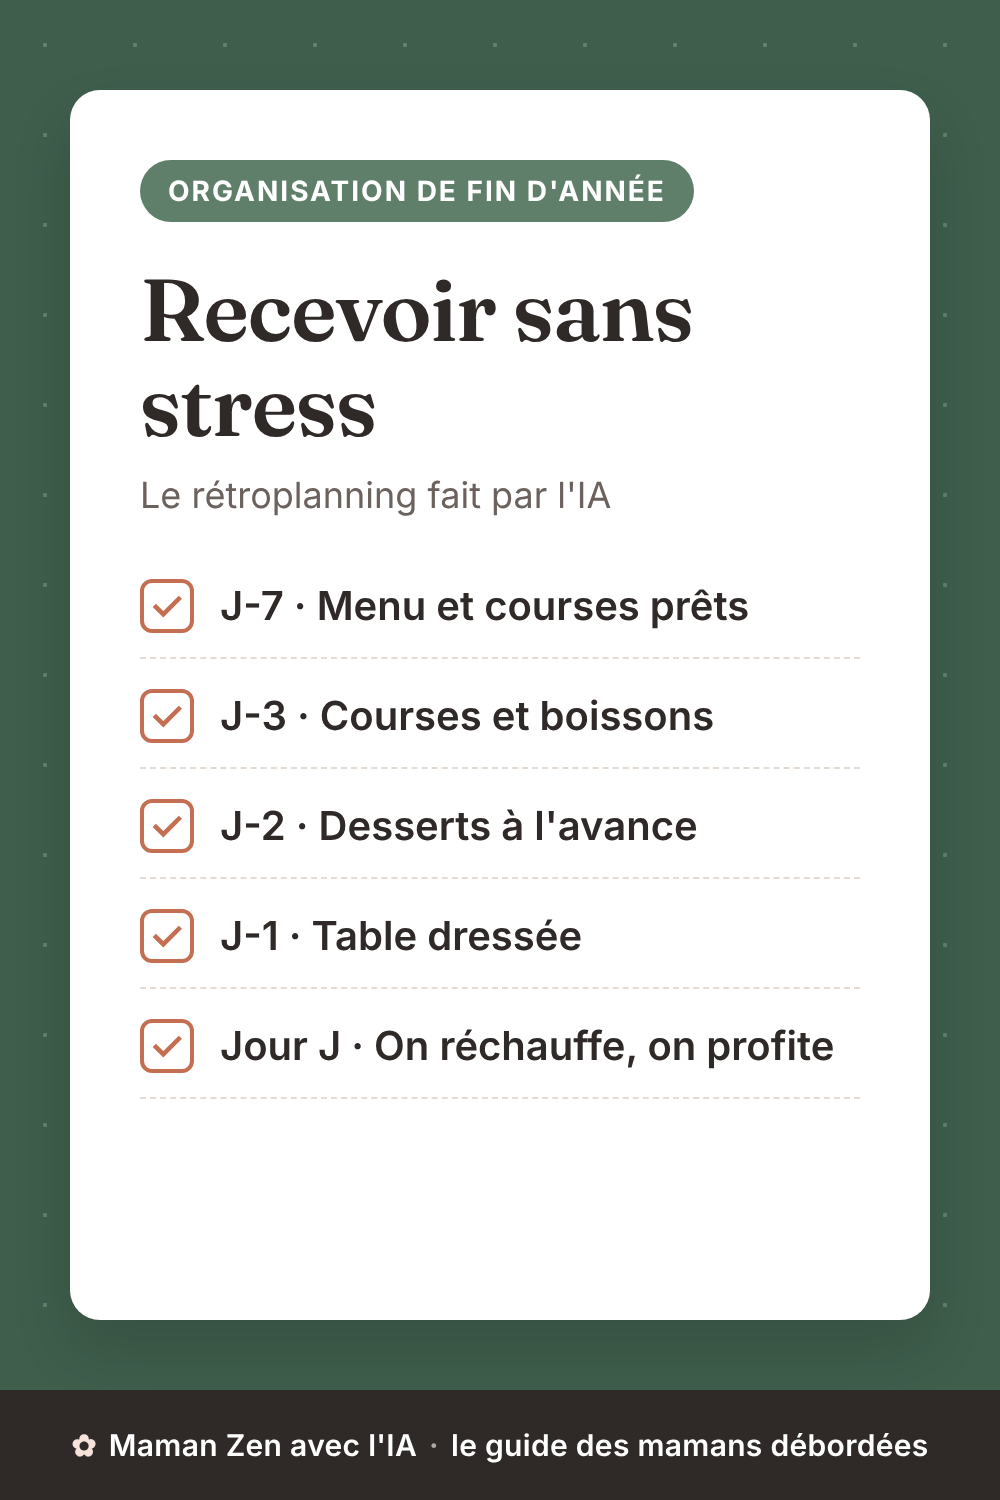 ORGANISATION DE FIN D'ANNÉE
Recevoir sans
stress
Le rétroplanning fait par l'IA
J-7 · Menu et courses prêts
J-3 · Courses et boissons
J-2 · Desserts à l'avance
J-1 · Table dressée
Jour J · On réchauffe, on profite
✿ Maman Zen avec l'IA · le guide des mamans débordées